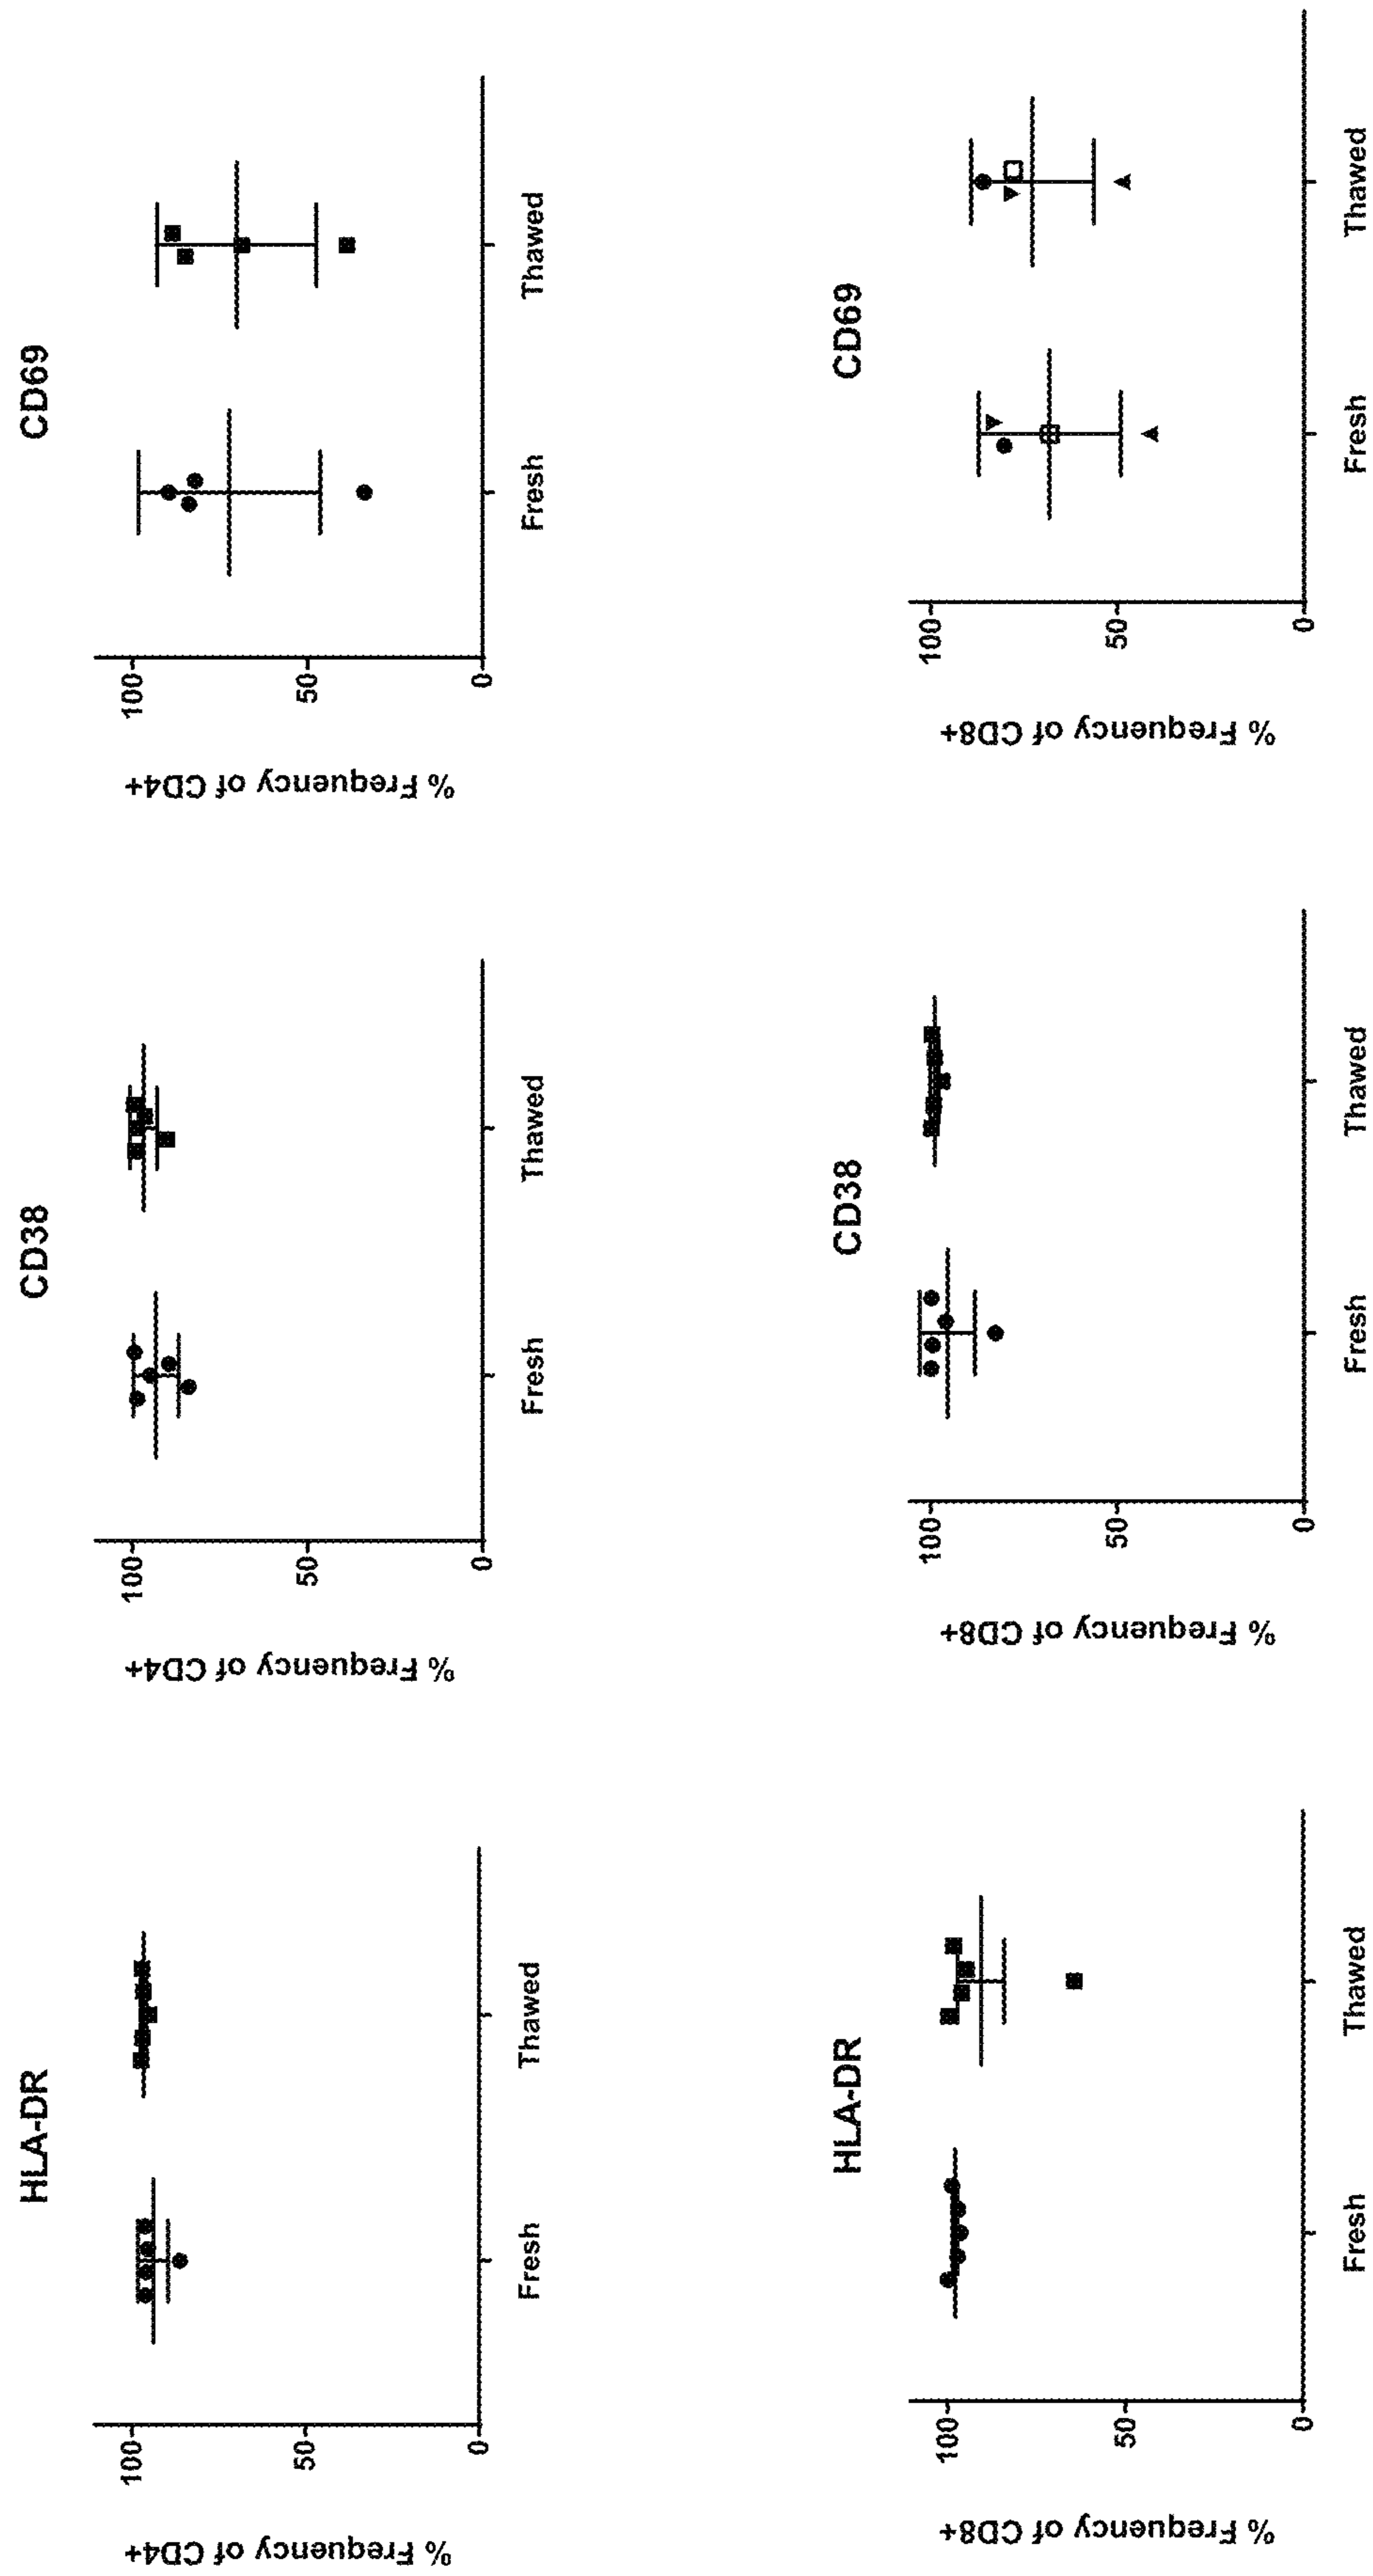 HLA-DR
% Frequency of CD4+
100
50
0
Fresh
Thawed
CD38
% Frequency of CD4+
100
50
0
Fresh
Thawed
CD69
% Frequency of CD4+
100
50
0
Fresh
Thawed
HLA-DR
% Frequency of CD8+
100
50
0
Fresh
Thawed
CD38
% Frequency of CD8+
100
50
0
Fresh
Thawed
CD69
% Frequency of CD8+
100
50
0
Fresh
Thawed